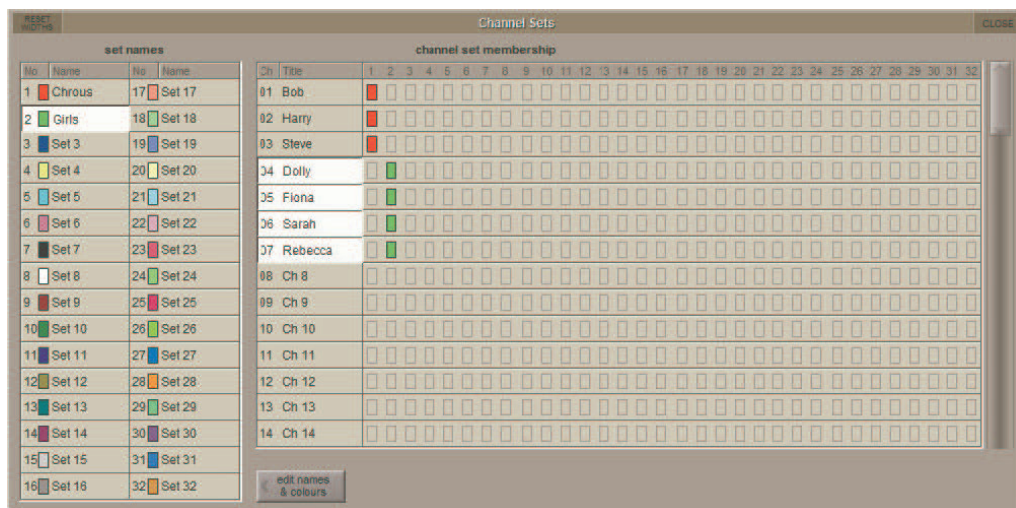 RESET WIDTHS Channel Sets CLOSE
set names channel set membership
No Name No Name Ch Title 1 2 3 4 5 6 7 8 9 10 11 12 13 14 15 16 17 18 19 20 21 22 23 24 25 26 27 28 29 30 31 32
1 Chrous 17 Set 17 01 Bob
2 Girls 18 Set 18 02 Harry
3 Set 3 19 Set 19 03 Steve
4 Set 4 20 Set 20 04 Dolly
5 Set 5 21 Set 21 05 Fiona
6 Set 6 22 Set 22 06 Sarah
7 Set 7 23 Set 23 07 Rebecca
8 Set 8 24 Set 24 08 Ch 8
9 Set 9 25 Set 25 09 Ch 9
10 Set 10 26 Set 26 10 Ch 10
11 Set 11 27 Set 27 11 Ch 11
12 Set 12 28 Set 28 12 Ch 12
13 Set 13 29 Set 29 13 Ch 13
14 Set 14 30 Set 30 14 Ch 14
15 Set 15 31 Set 31
16 Set 16 32 Set 32
edit names
& colours